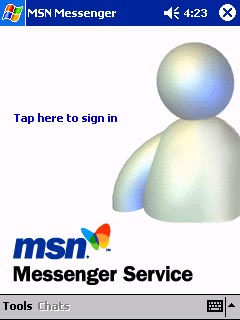 MSN Messenger 4:23
Tap here to sign in
msn
Messenger Service
Tools Chats